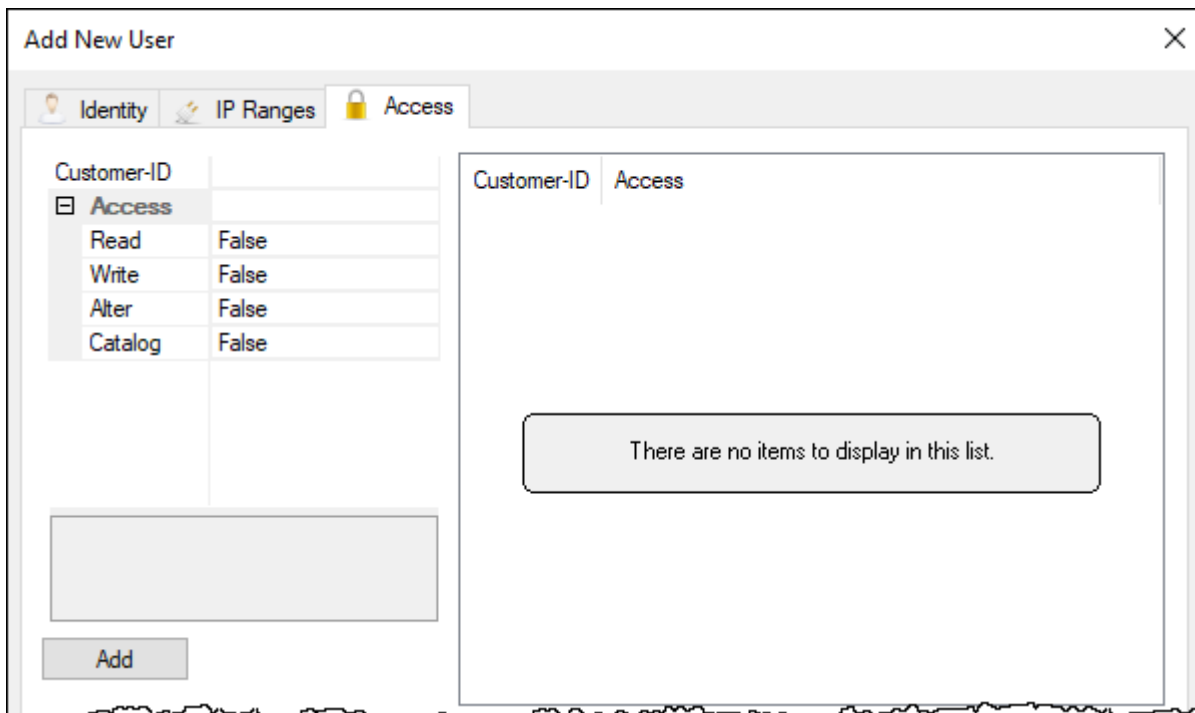 Add New User
Identity IP Ranges Access
Customer-ID
Access
Read False
Write False
Alter False
Catalog False
Add
Customer-ID Access
There are no items to display in this list.